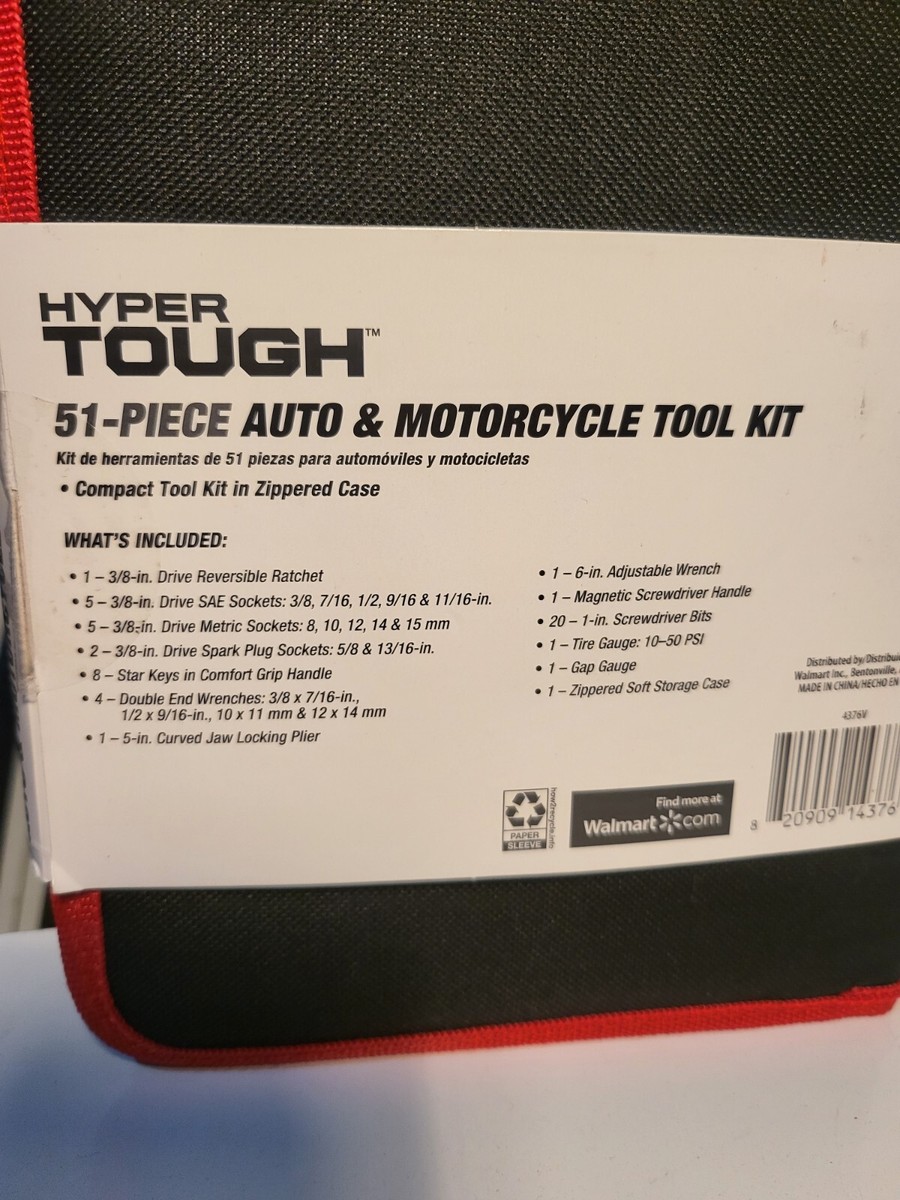 HYPER
TOUGH™
51-PIECE AUTO & MOTORCYCLE TOOL KIT
Kit de herramientas de 51 piezas para automóviles y motocicletas
• Compact Tool Kit in Zippered Case
WHAT'S INCLUDED:
• 1 – 3/8-in. Drive Reversible Ratchet
• 5 – 3/8-in. Drive SAE Sockets: 3/8, 7/16, 1/2, 9/16 & 11/16-in.
• 5 – 3/8-in. Drive Metric Sockets: 8, 10, 12, 14 & 15 mm
• 2 – 3/8-in. Drive Spark Plug Sockets: 5/8 & 13/16-in.
• 8 – Star Keys in Comfort Grip Handle
• 4 – Double End Wrenches: 3/8 x 7/16-in.,
1/2 x 9/16-in., 10 x 11 mm & 12 x 14 mm
• 1 – 5-in. Curved Jaw Locking Plier
• 1 – 6-in. Adjustable Wrench
• 1 – Magnetic Screwdriver Handle
• 20 – 1-in. Screwdriver Bits
• 1 – Tire Gauge: 10–50 PSI
• 1 – Gap Gauge
• 1 – Zippered Soft Storage Case
Distributed by/Distribui
Walmart Inc., Bentonville,
MADE IN CHINA/HECHO EN
4376V
8 20909 14376
PAPER
SLEEVE
how2recycle.info
Find more at
Walmart.com